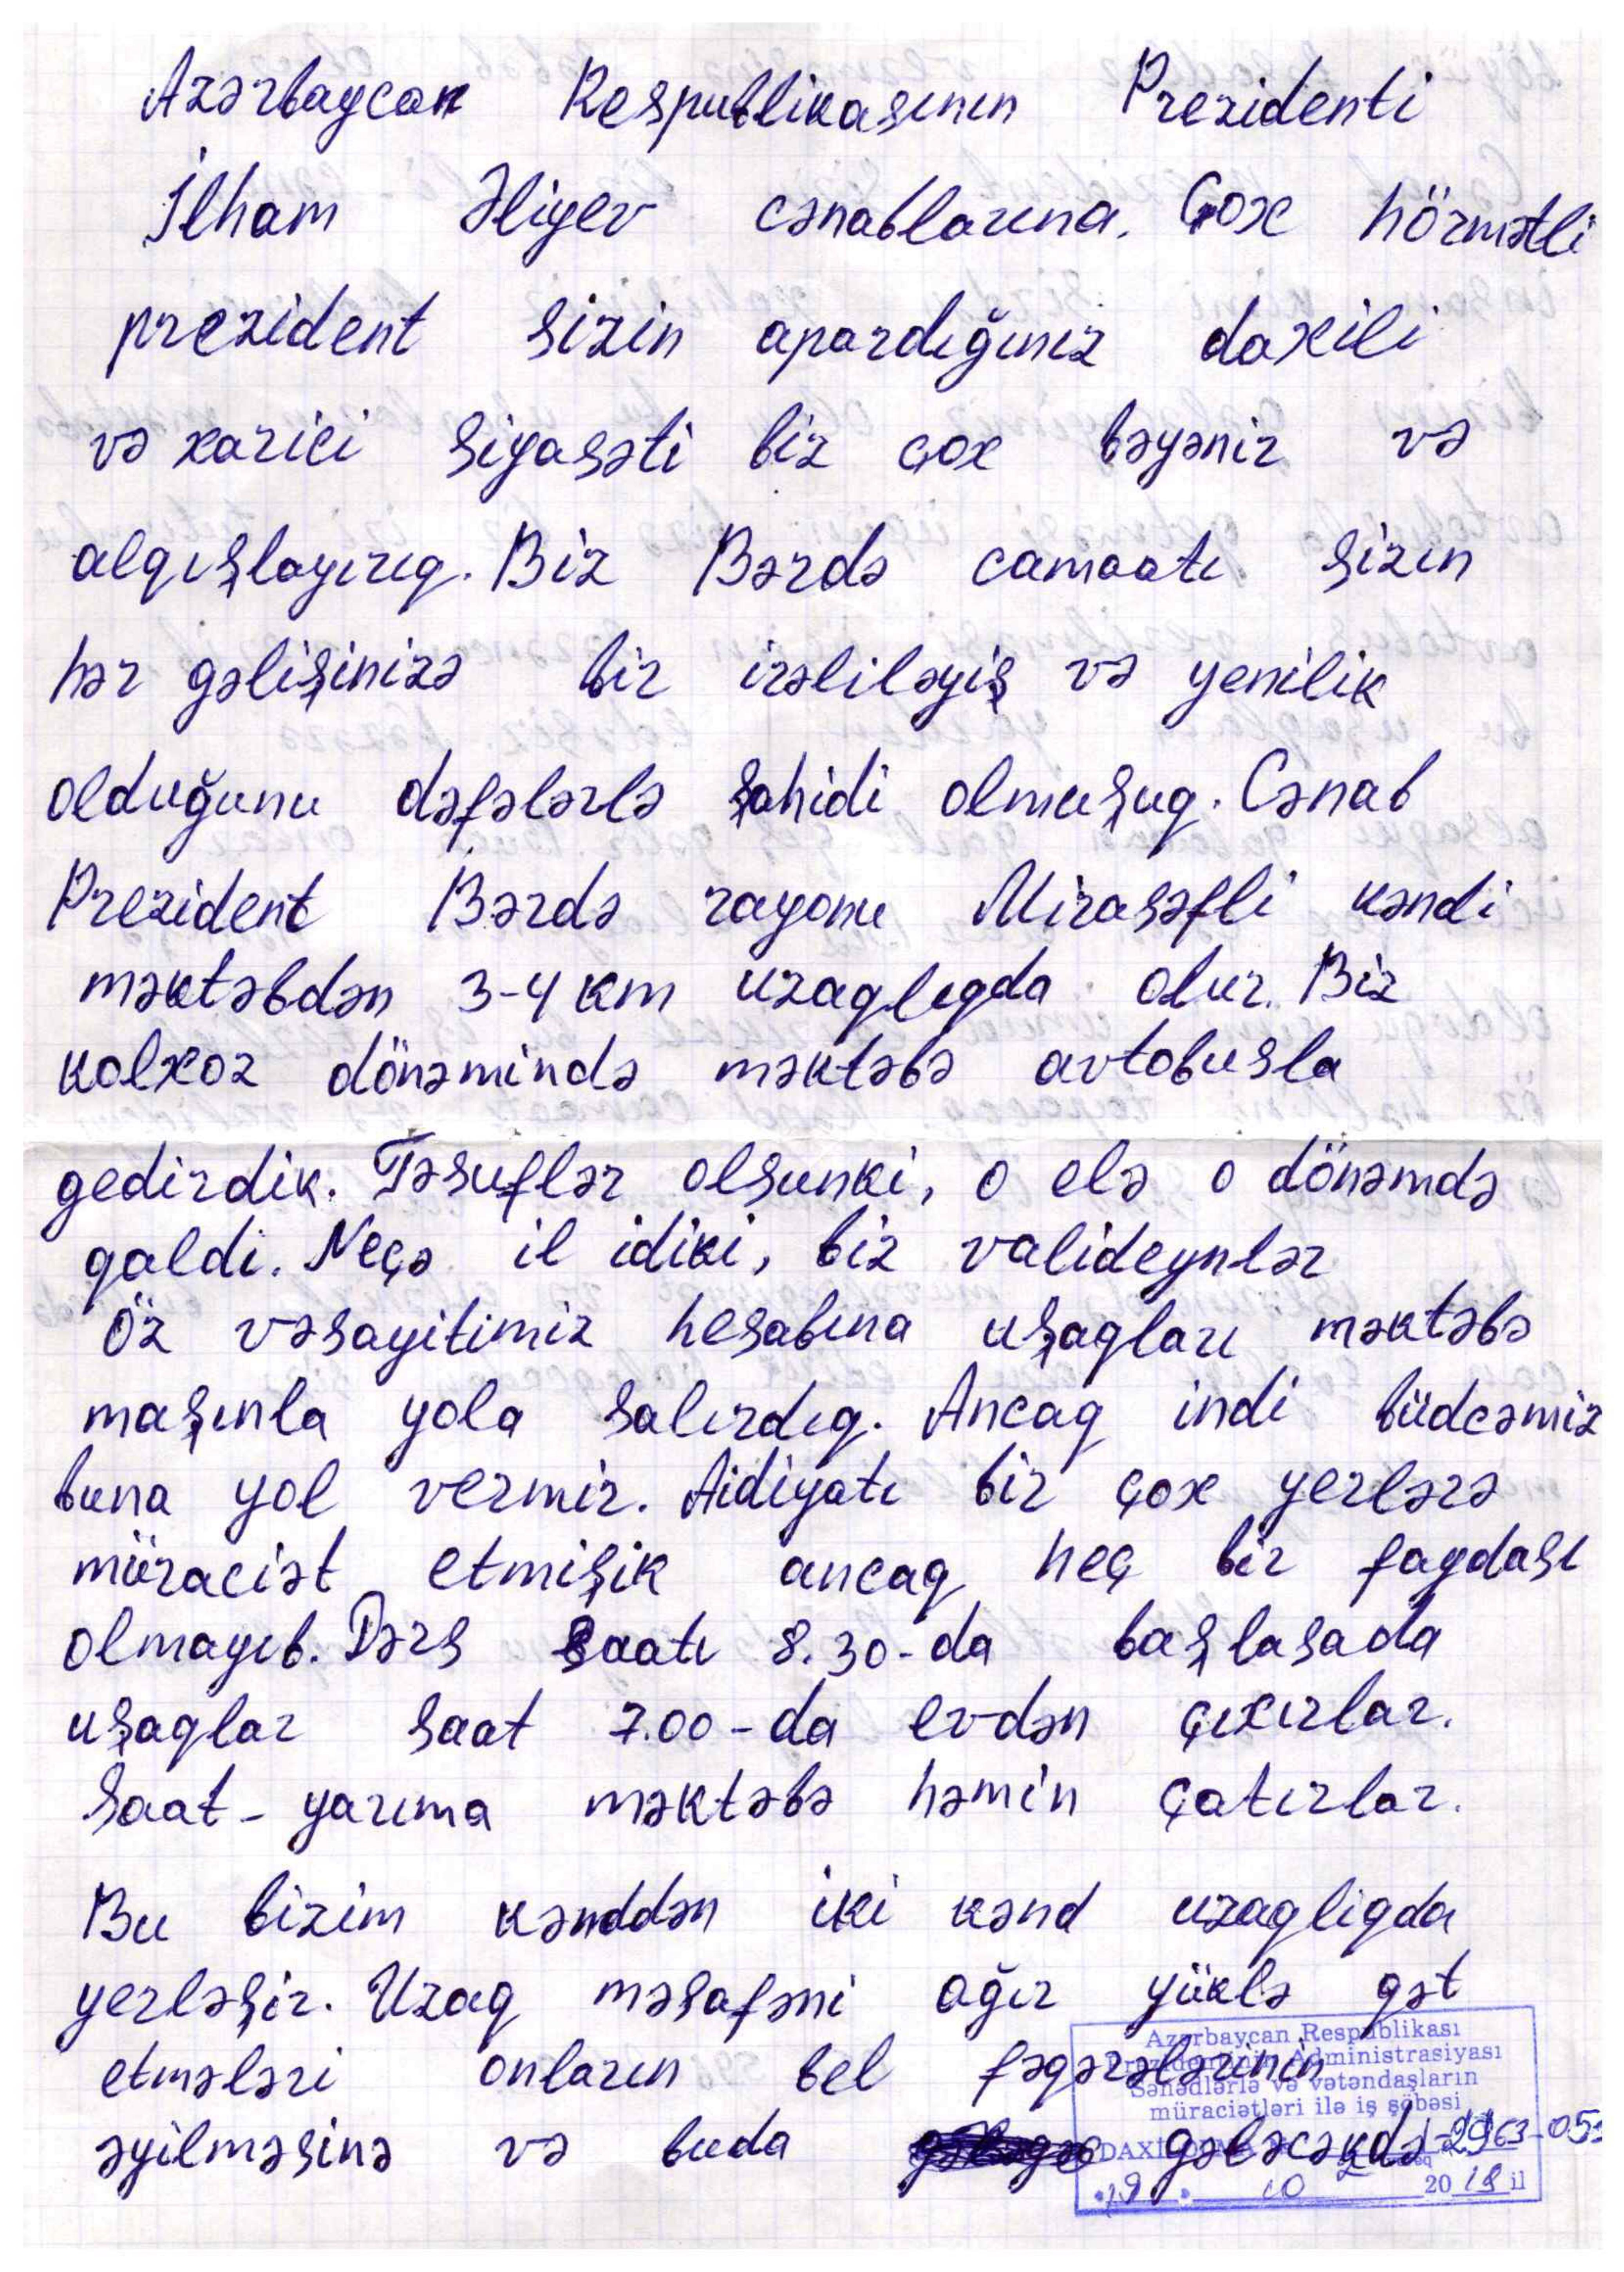 Azərbaycan Respublikasının Prezidenti
İlham Əliyev cənablarına. Çox hörmətli
prezident sizin apardığınız daxili
və xarici siyasəti biz çox bəyənir və
alqışlayırıq. Biz Bərdə camaatı sizin
hər gəlişinizə bir irəliləyiş və yenilik
olduğunu dəfələrlə şahidi olmuşuq. Cənab
Prezident Bərdə rayonu Mirasəfli kəndi
məktəbdən 3-4 km uzaqlıqda olur. Biz
kolxoz dönəmində məktəbə avtobusla
gedirdik. Təsuflər olsunki, o elə o dönəmdə
qaldi. Neçə il idiki, biz valideynlər
Öz vəsayitimiz hesabına uşaqları məktəbə
maşınla yola salırdıq. Ancaq indi büdcəmiz
buna yol vermir. Aidiyatı bir çox yerlərə
müraciət etmişik ancaq heç bir faydası
olmayıb. Dərs saatı 8.30-da başlasada
uşaqlar saat 7.00-da evdən çıxırlar.
Saat-yarıma məktəbə həmin çatırlar.
Bu bizim kənddən iki kənd uzaqliqda
yerləşir. Uzaq məsafəni ağır yüklə qət
etmələri onların bel fəqərələrinin
əyilməsinə və buda gələcəkdə
Azərbaycan Respublikası
Prezidentinin Administrasiyası
Sənədlərlə və vətəndaşların
müraciətləri ilə iş şöbəsi
DAXİL OLMA
19 10 2018 il